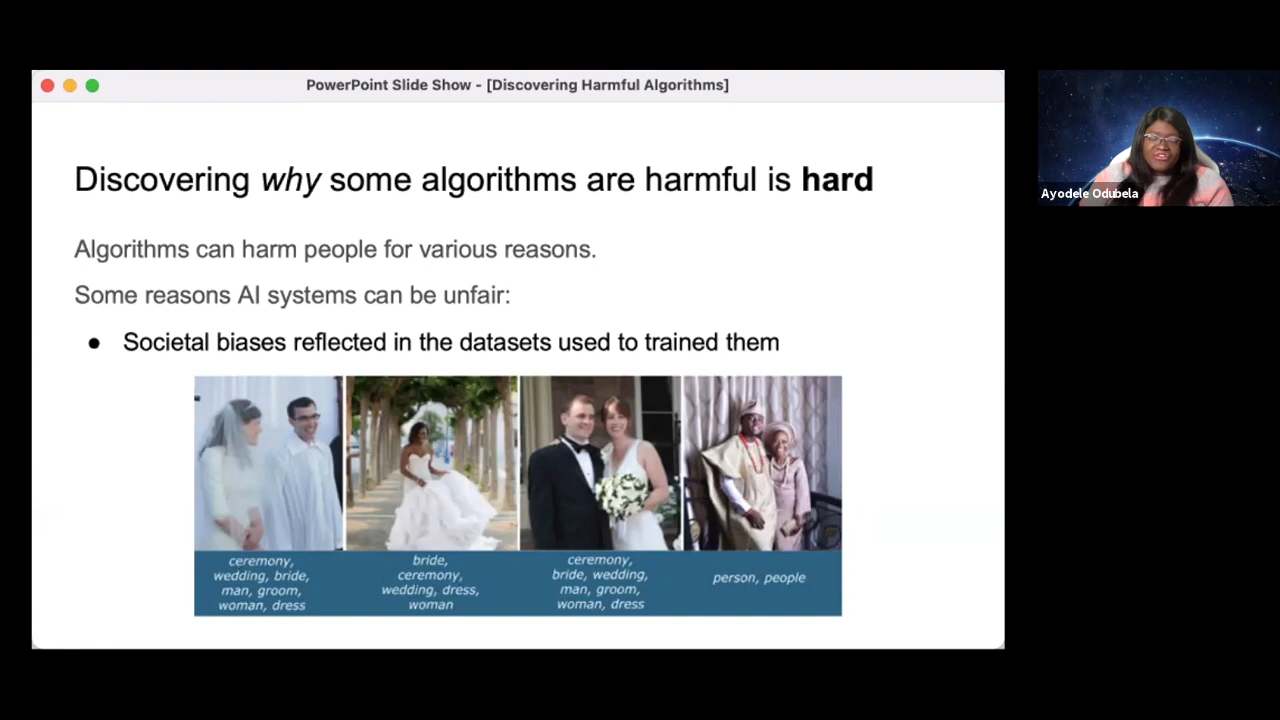 PowerPoint Slide Show - [Discovering Harmful Algorithms]
Discovering why some algorithms are harmful is hard
Algorithms can harm people for various reasons.
Some reasons AI systems can be unfair:
● Societal biases reflected in the datasets used to trained them
ceremony,
wedding, bride,
man, groom,
woman, dress
bride,
ceremony,
wedding, dress,
woman
ceremony,
bride, wedding,
man, groom,
woman, dress
person, people
Ayodele Odubela